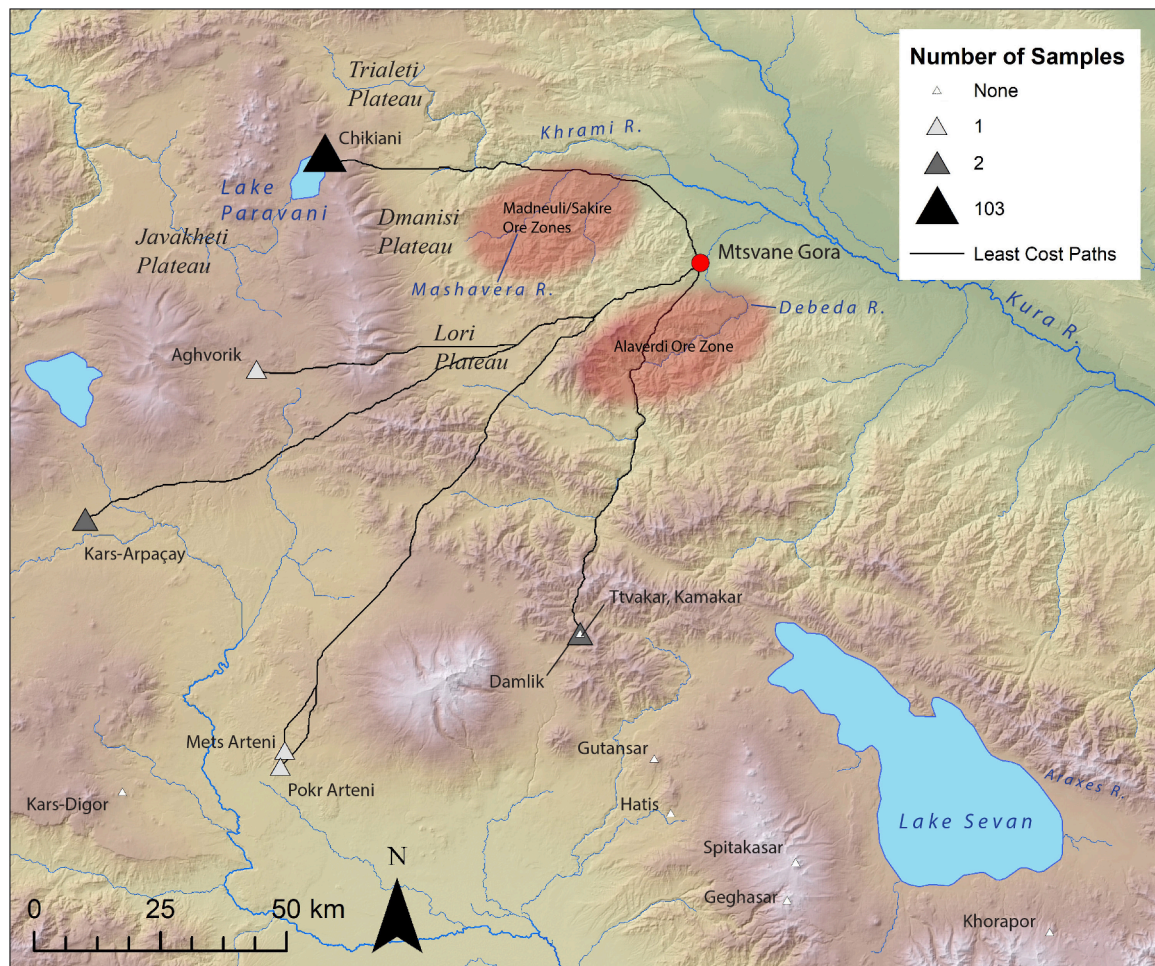 Number of Samples
None
1
2
103
Least Cost Paths
Trialeti
Plateau
Chikiani
Khrami R.
Lake
Paravani
Dmanisi
Plateau
Madneuli/Sakire
Ore Zones
Javakheti
Plateau
Mtsvane Gora
Mashavera R.
Debeda R.
Kura R.
Lori
Plateau
Aghvorik
Alaverdi Ore Zone
Kars-Arpaçay
Ttvakar, Kamakar
Damlik
Mets Arteni
Pokr Arteni
Gutansar
Kars-Digor
Hatis
Araxes R.
Lake Sevan
Spitakasar
Geghasar
Khorapor
N
0 25 50 km